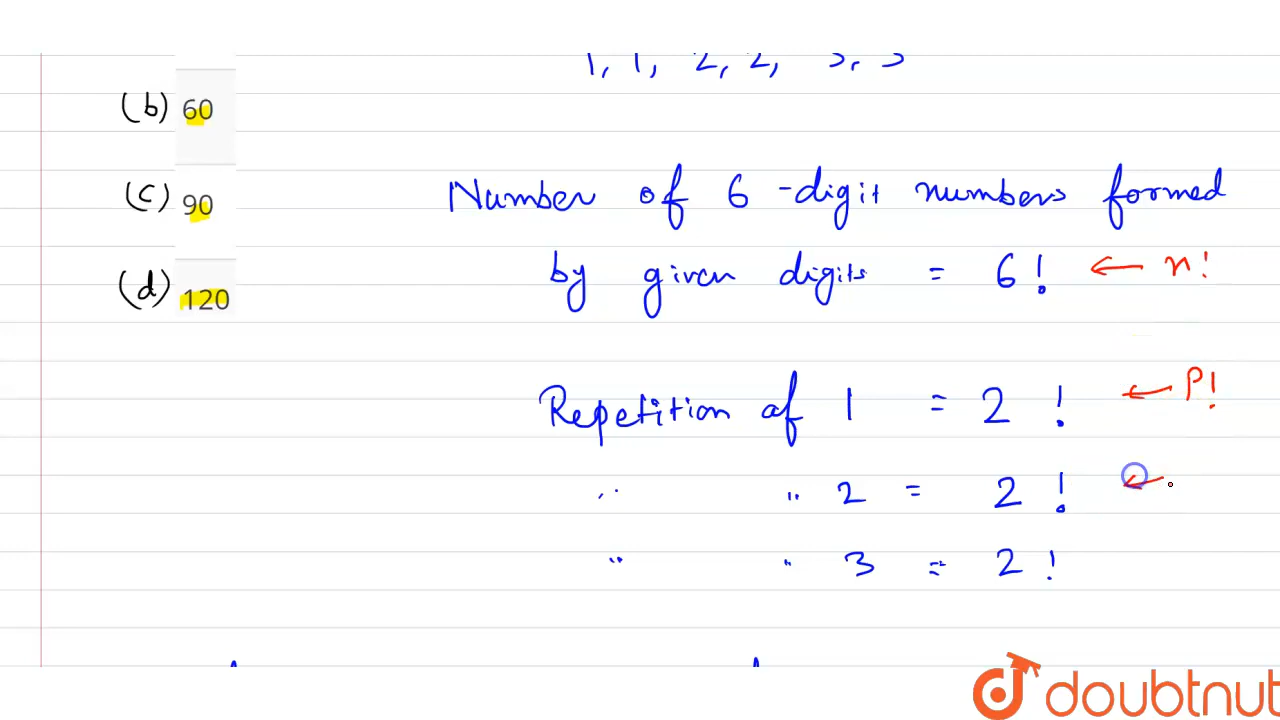 1, 1, 2, 2, 3, 3
(b) 60
(c) 90
(d) 120
Number of 6 -digit numbers formed
by given digits = 6! ← n!
Repetition of 1 = 2! ← P!
" " 2 = 2! ←
" " 3 = 2!
doubtnut